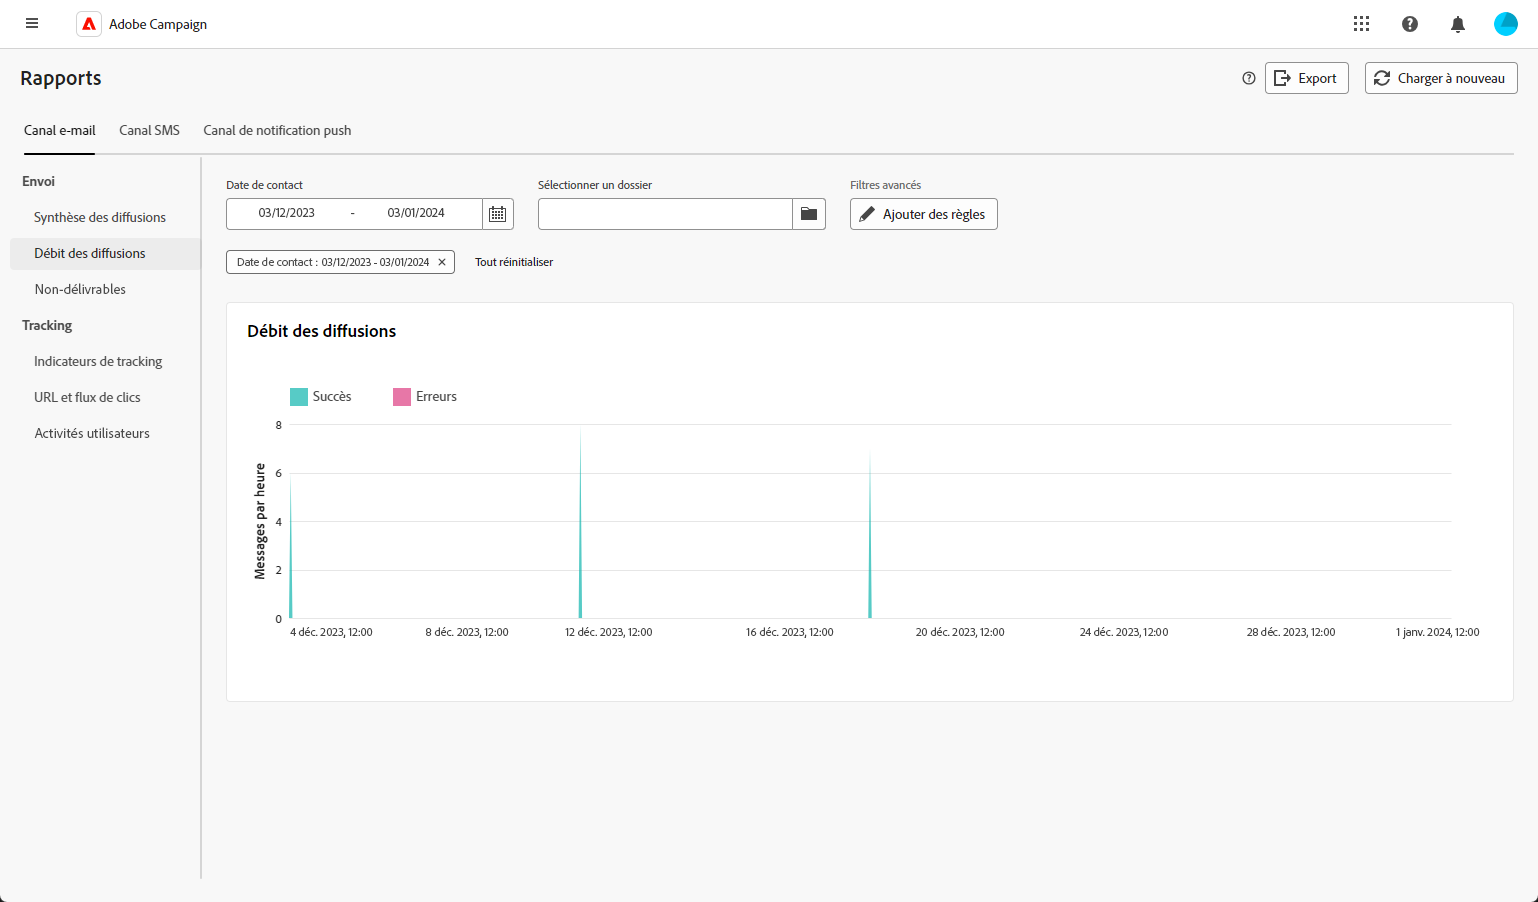 Adobe Campaign
Rapports
Export
Charger à nouveau
Canal e-mail
Canal SMS
Canal de notification push
Envoi
Synthèse des diffusions
Débit des diffusions
Non-délivrables
Tracking
Indicateurs de tracking
URL et flux de clics
Activités utilisateurs
Date de contact
03/12/2023 - 03/01/2024
Sélectionner un dossier
Filtres avancés
Ajouter des règles
Date de contact : 03/12/2023 - 03/01/2024
Tout réinitialiser
Débit des diffusions
Succès
Erreurs
Messages par heure
8
6
4
2
0
4 déc. 2023, 12:00
8 déc. 2023, 12:00
12 déc. 2023, 12:00
16 déc. 2023, 12:00
20 déc. 2023, 12:00
24 déc. 2023, 12:00
28 déc. 2023, 12:00
1 janv. 2024, 12:00